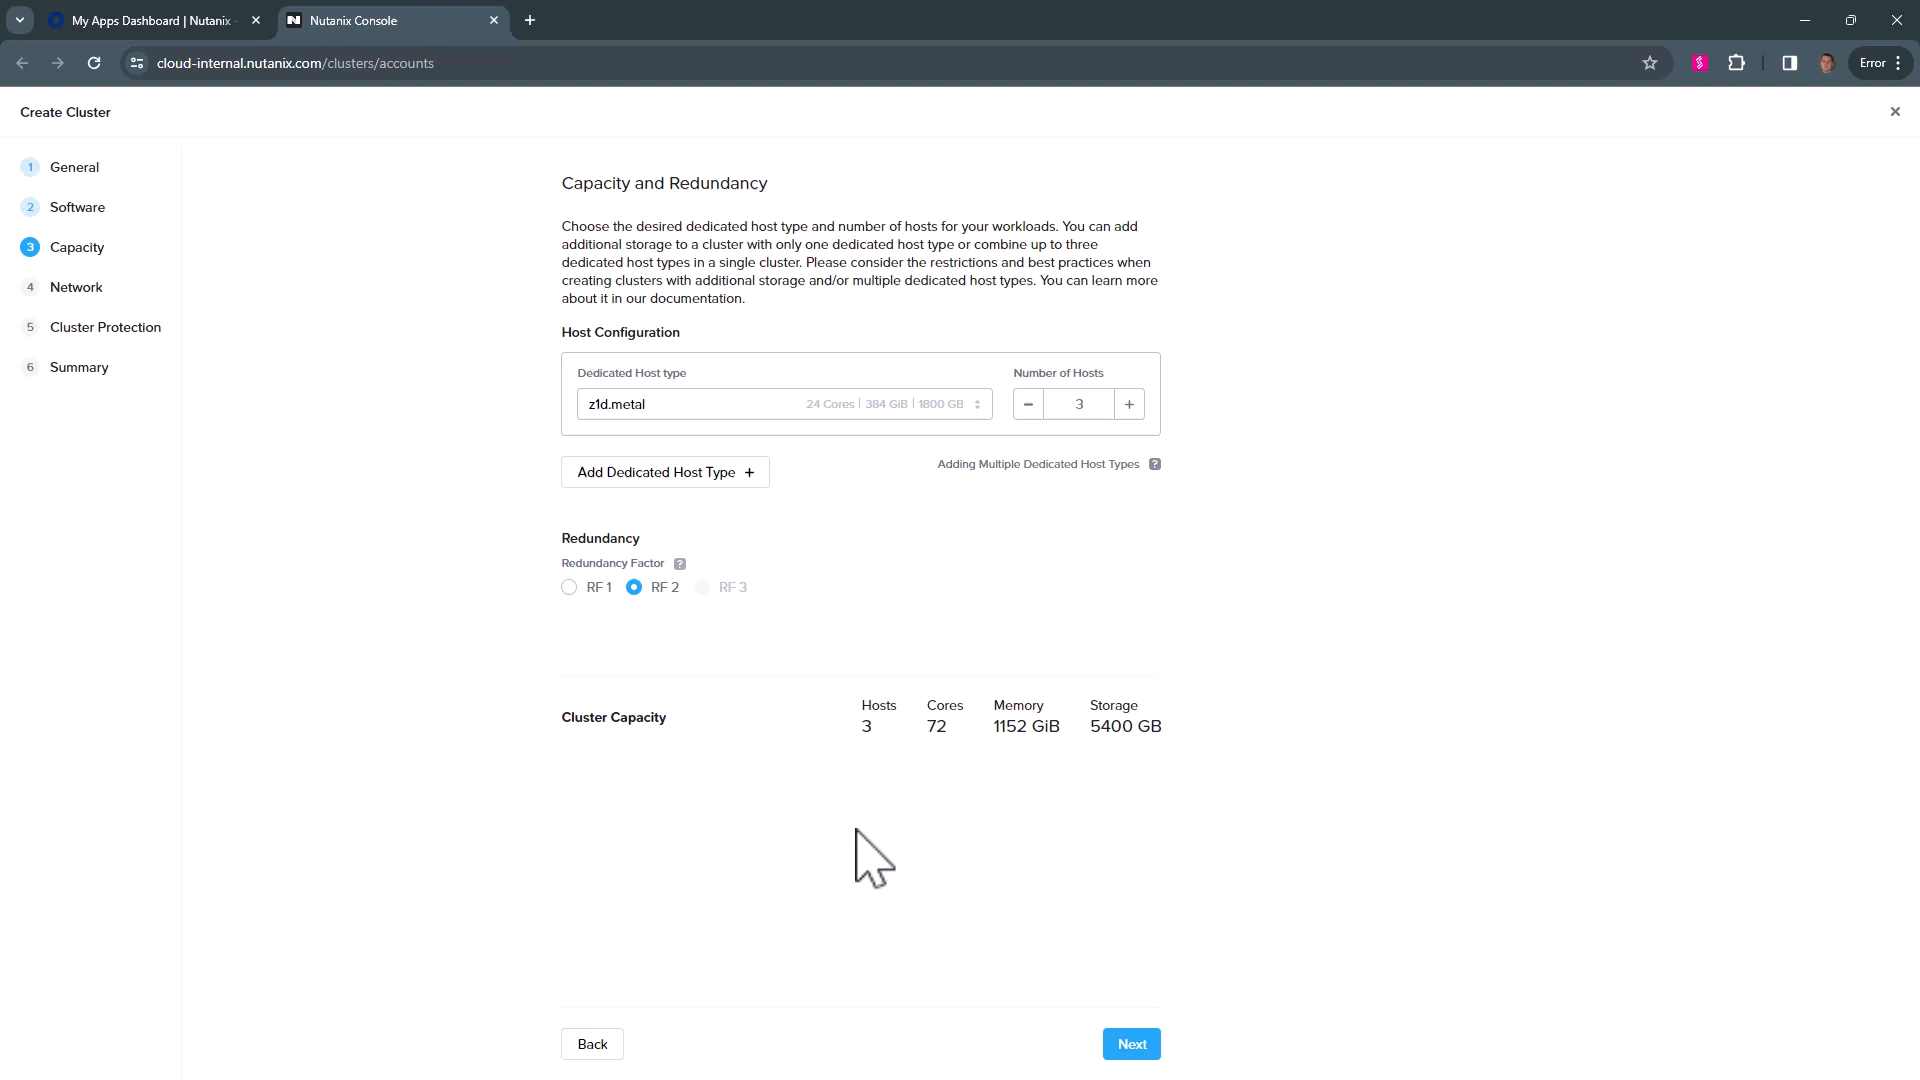 My Apps Dashboard | Nutanix
Nutanix Console
cloud-internal.nutanix.com/clusters/accounts
Error
Create Cluster
1 General
2 Software
3 Capacity
4 Network
5 Cluster Protection
6 Summary
Capacity and Redundancy
Choose the desired dedicated host type and number of hosts for your workloads. You can add
additional storage to a cluster with only one dedicated host type or combine up to three
dedicated host types in a single cluster. Please consider the restrictions and best practices when
creating clusters with additional storage and/or multiple dedicated host types. You can learn more
about it in our documentation.
Host Configuration
Dedicated Host type
Number of Hosts
z1d.metal 24 Cores | 384 GiB | 1800 GB
− 3 +
Add Dedicated Host Type +
Adding Multiple Dedicated Host Types ?
Redundancy
Redundancy Factor ?
RF 1 RF 2 RF 3
Cluster Capacity
Hosts Cores Memory Storage
3 72 1152 GiB 5400 GB
Back
Next